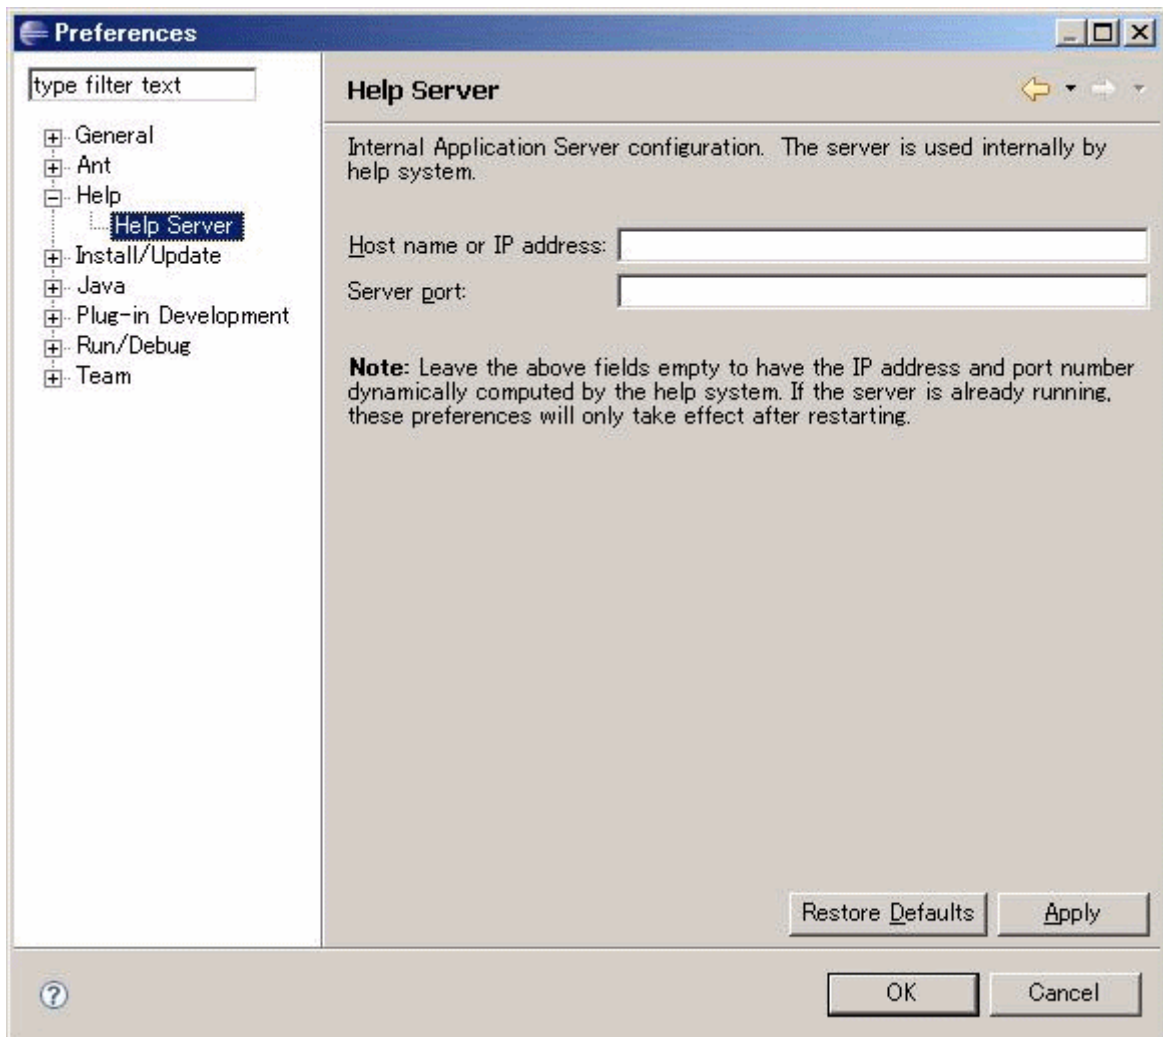 Preferences
type filter text
General
Ant
Help
Help Server
Install/Update
Java
Plug-in Development
Run/Debug
Team
Help Server
Internal Application Server configuration.  The server is used internally by
help system.
Host name or IP address:
Server port:
Note: Leave the above fields empty to have the IP address and port number
dynamically computed by the help system. If the server is already running,
these preferences will only take effect after restarting.
Restore Defaults
Apply
OK
Cancel